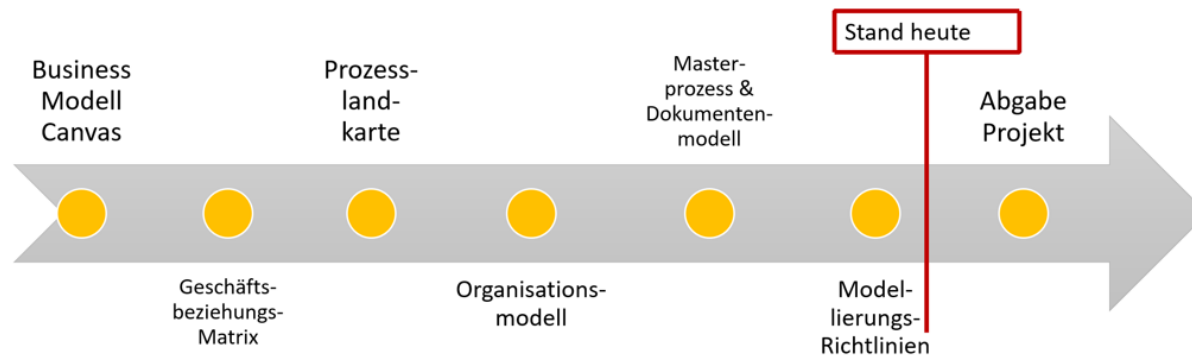 Business
Modell
Canvas
Geschäfts-
beziehungs-
Matrix
Prozess-
land-
karte
Organisations-
modell
Master-
prozess &
Dokumenten-
modell
Model-
lierungs-
Richtlinien
Stand heute
Abgabe
Projekt